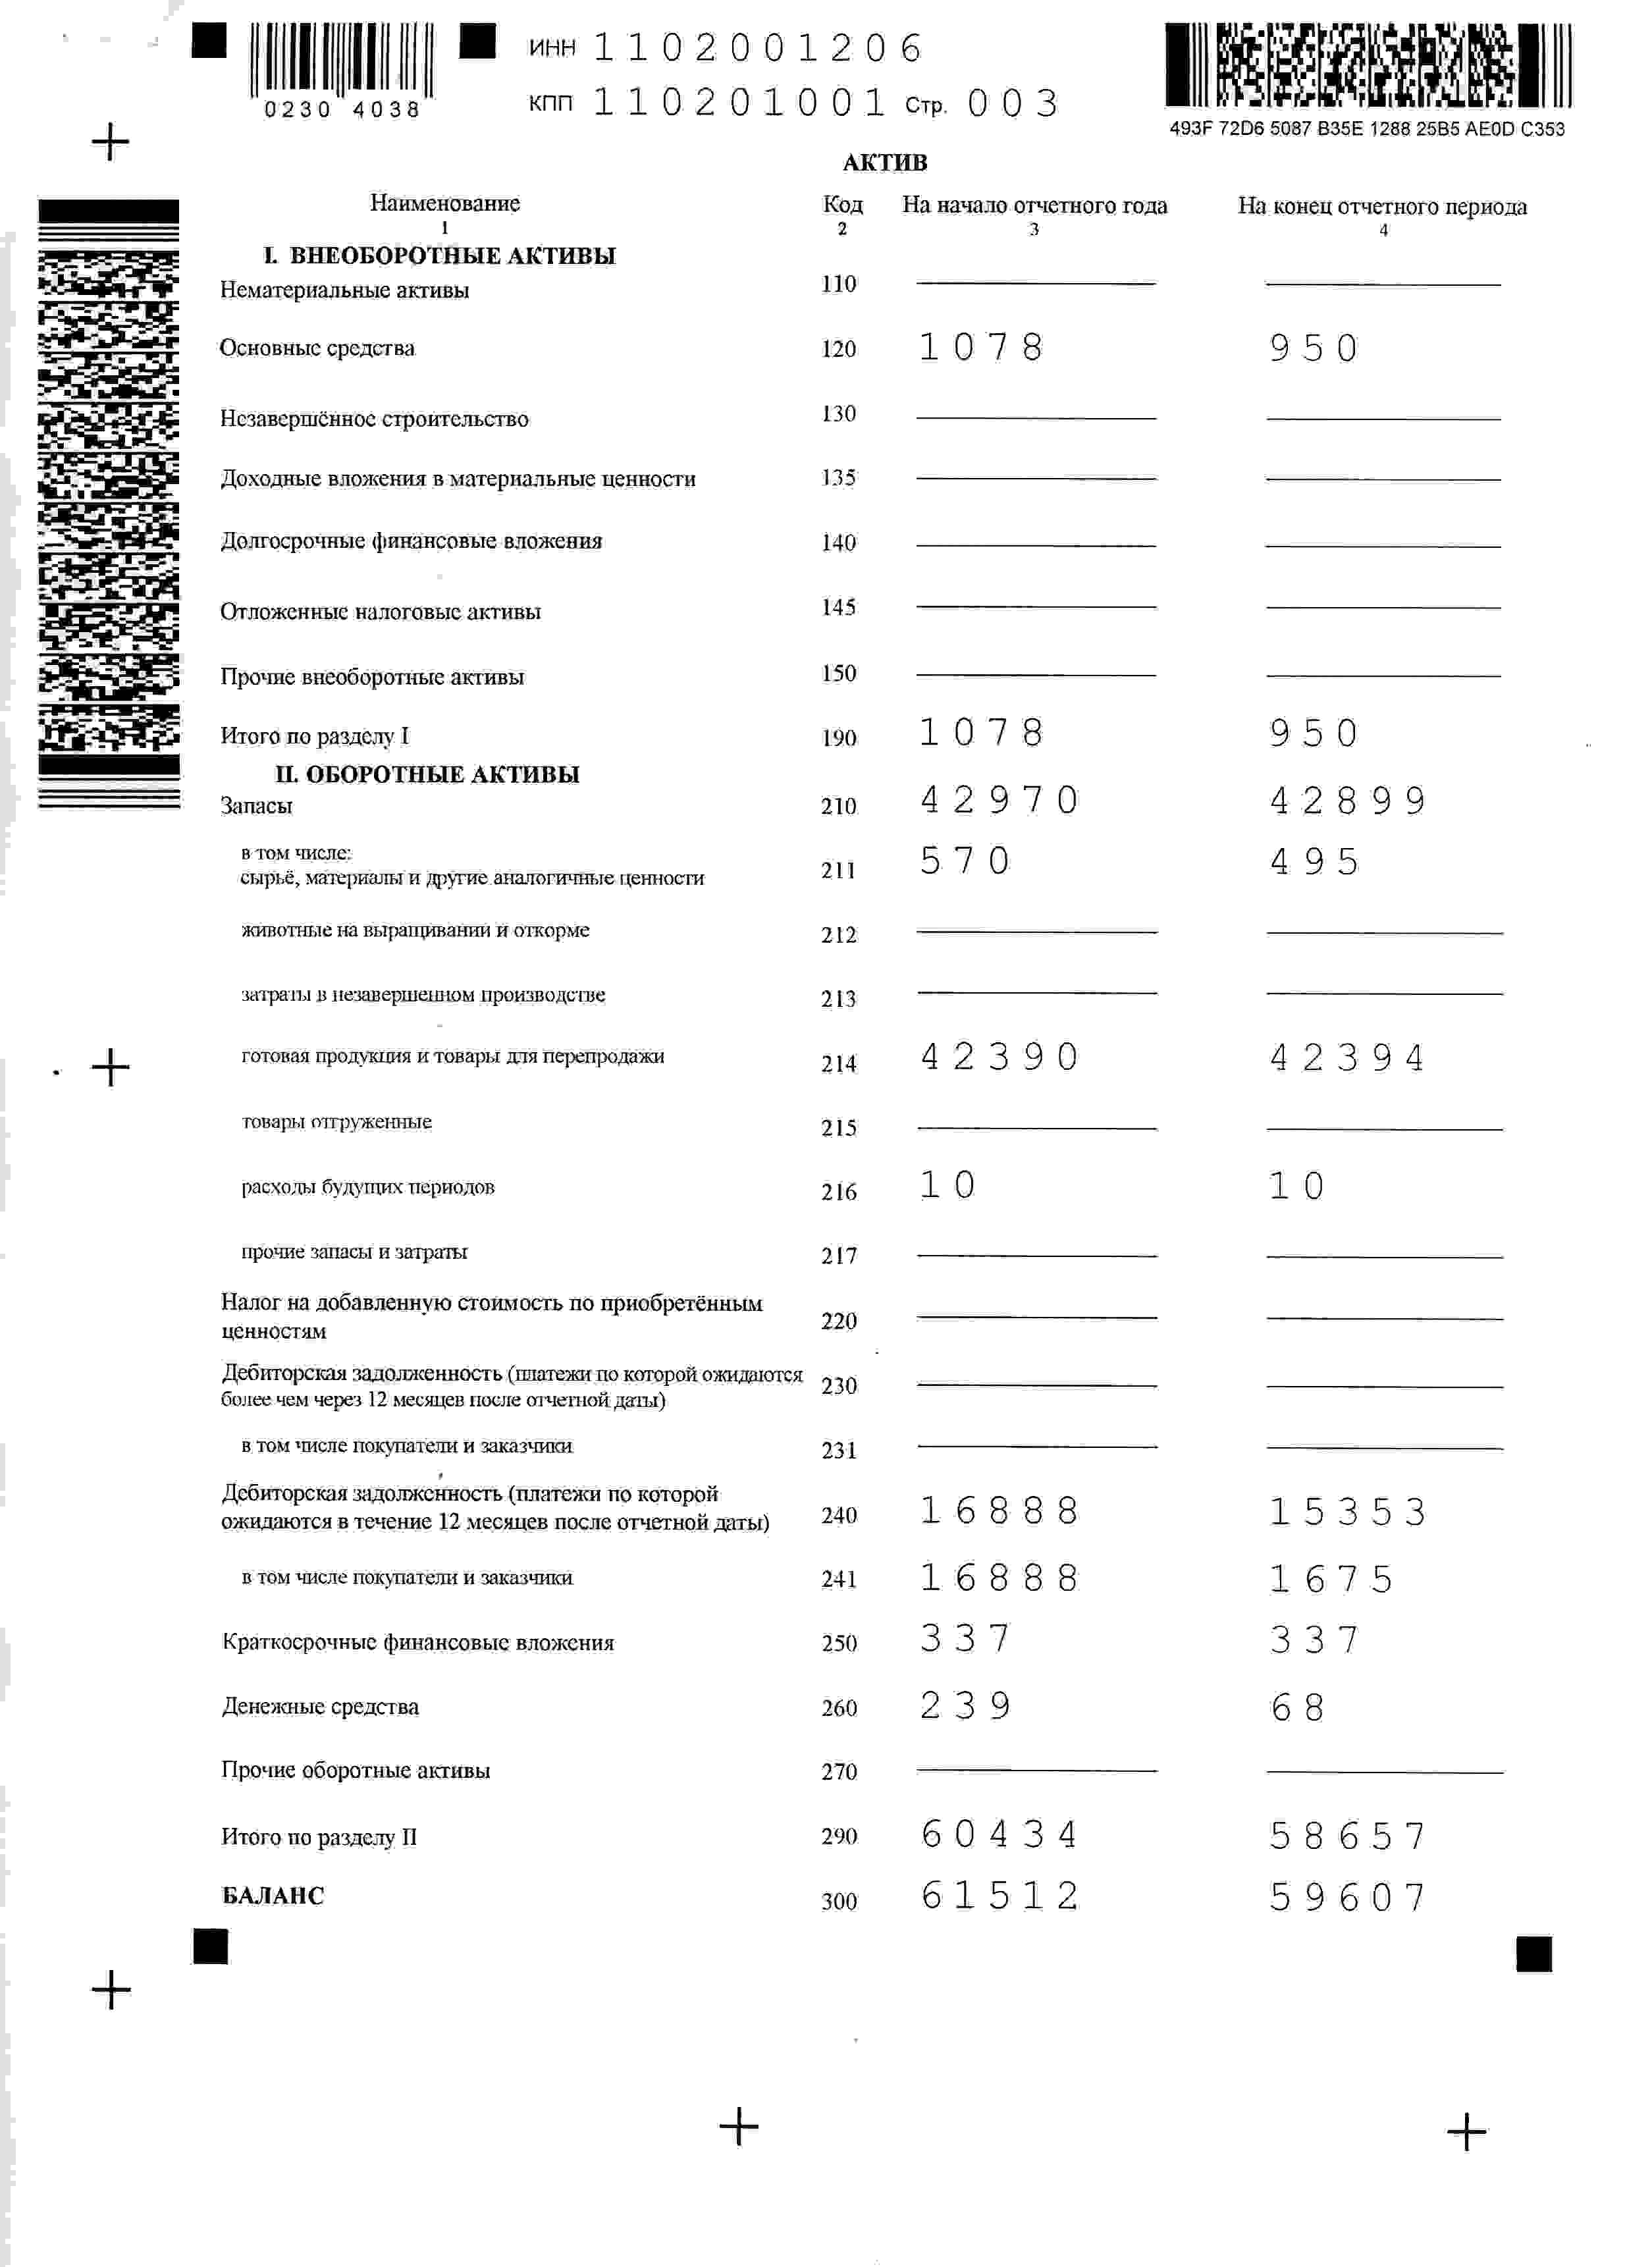 ИНН 1102001206
0230 4038
КПП 110201001 Стр. 003
493F 72D6 5087 B35E 1288 25B5 AE0D C353
АКТИВ
Наименование Код На начало отчетного года На конец отчетного периода
1 2 3 4
I. ВНЕОБОРОТНЫЕ АКТИВЫ
Нематериальные активы 110
Основные средства 120 1078 950
Незавершённое строительство 130
Доходные вложения в материальные ценности 135
Долгосрочные финансовые вложения 140
Отложенные налоговые активы 145
Прочие внеоборотные активы 150
Итого по разделу I 190 1078 950
II. ОБОРОТНЫЕ АКТИВЫ
Запасы 210 42970 42899
в том числе:
сырьё, материалы и другие аналогичные ценности 211 570 495
животные на выращивании и откорме 212
затраты в незавершенном производстве 213
готовая продукция и товары для перепродажи 214 42390 42394
товары отгруженные 215
расходы будущих периодов 216 10 10
прочие запасы и затраты 217
Налог на добавленную стоимость по приобретённым
ценностям 220
Дебиторская задолженность (платежи по которой ожидаются
более чем через 12 месяцев после отчетной даты) 230
в том числе покупатели и заказчики 231
Дебиторская задолженность (платежи по которой
ожидаются в течение 12 месяцев после отчетной даты) 240 16888 15353
в том числе покупатели и заказчики 241 16888 1675
Краткосрочные финансовые вложения 250 337 337
Денежные средства 260 239 68
Прочие оборотные активы 270
Итого по разделу II 290 60434 58657
БАЛАНС 300 61512 59607